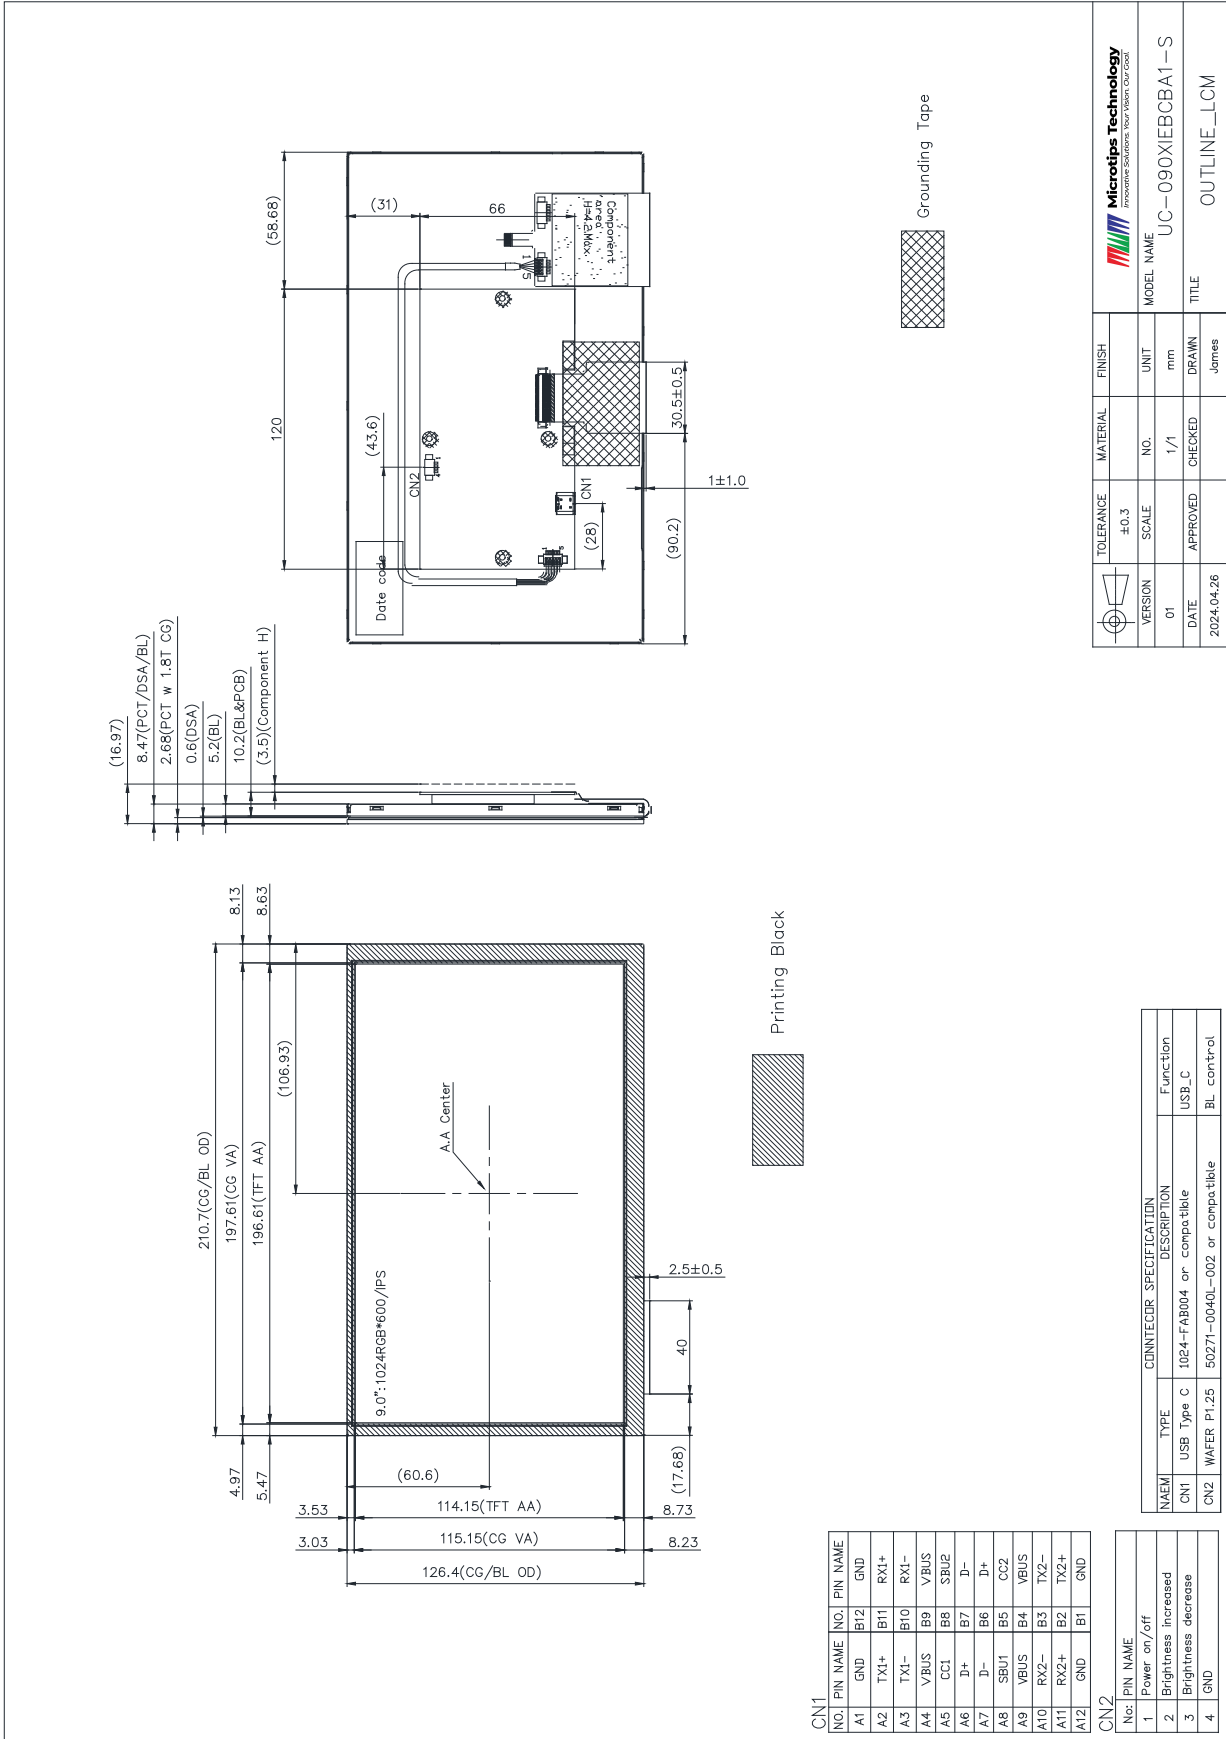 210.7(CG/BL OD)
197.61(CG VA)
196.61(TFT AA)
4.97
5.47
8.13
8.63
(106.93)
A.A Center
9.0":1024RGB*600/IPS
(60.6)
3.53
114.15(TFT AA)
8.73
3.03
115.15(CG VA)
8.23
126.4(CG/BL OD)
(17.68)
40
2.5±0.5
Printing Black
(16.97)
8.47(PCT/DSA/BL)
2.68(PCT w 1.8T CG)
0.6(DSA)
5.2(BL)
10.2(BL&PCB)
(3.5)(Component H)
120
(58.68)
(43.6)
(31)
66
Date code
CN2
CN1
(28)
1
5
Component
area
H=4.2Max.
30.5±0.5
(90.2)
1±1.0
Grounding Tape
CN1
NO. PIN NAME NO. PIN NAME
A1 GND B12 GND
A2 TX1+ B11 RX1+
A3 TX1- B10 RX1-
A4 VBUS B9 VBUS
A5 CC1 B8 SBU2
A6 D+ B7 D-
A7 D- B6 D+
A8 SBU1 B5 CC2
A9 VBUS B4 VBUS
A10 RX2- B3 TX2-
A11 RX2+ B2 TX2+
A12 GND B1 GND
CN2
No: PIN NAME
1 Power on/off
2 Brightness increased
3 Brightness decrease
4 GND
CONNTECOR SPECIFICATION
NAEM TYPE DESCRIPTION Function
CN1 USB Type C 1024-FAB004 or compatible USB_C
CN2 WAFER P1.25 50271-0040L-002 or compatible BL control
TOLERANCE MATERIAL FINISH
±0.3
Microtips Technology
Innovative Solutions. Your Vision. Our Goal.
VERSION SCALE NO. UNIT MODEL NAME
01 1/1 mm UC-090XIEBCBA1-S
DATE APPROVED CHECKED DRAWN TITLE
2024.04.26 James OUTLINE_LCM